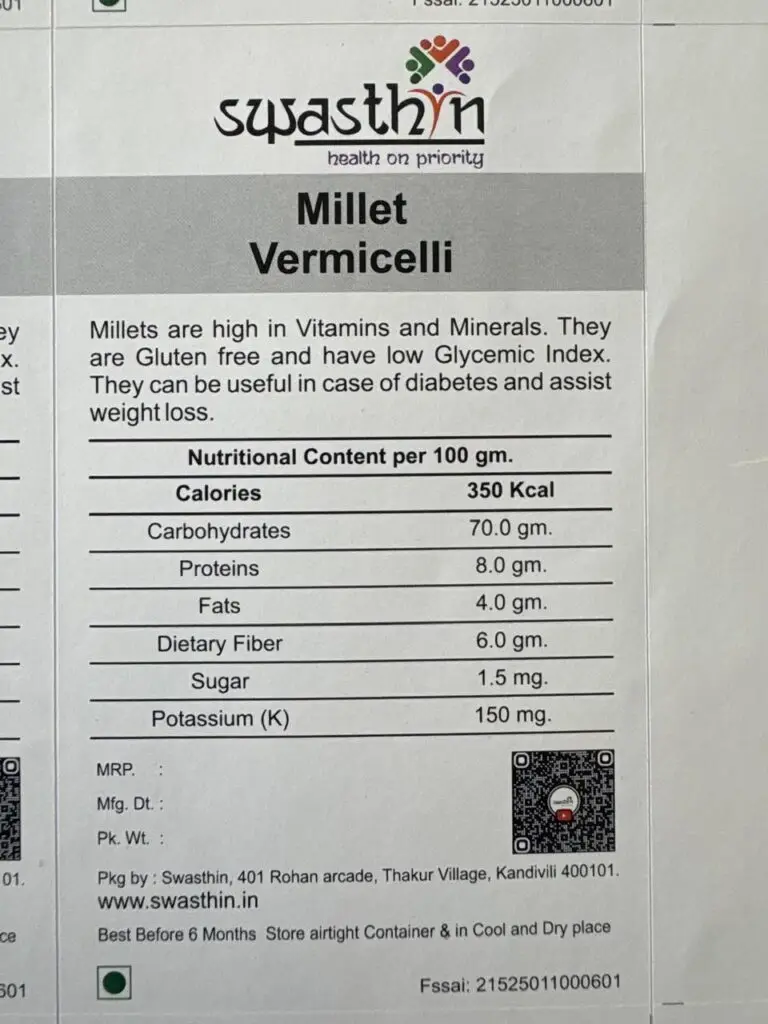 Fssai: 21525011000601
swasthin
health on priority
Millet
Vermicelli
Millets are high in Vitamins and Minerals. They
are Gluten free and have low Glycemic Index.
They can be useful in case of diabetes and assist
weight loss.
Nutritional Content per 100 gm.
Calories 350 Kcal
Carbohydrates 70.0 gm.
Proteins 8.0 gm.
Fats 4.0 gm.
Dietary Fiber 6.0 gm.
Sugar 1.5 mg.
Potassium (K) 150 mg.
MRP. :
Mfg. Dt. :
Pk. Wt. :
Pkg by : Swasthin, 401 Rohan arcade, Thakur Village, Kandivili 400101.
www.swasthin.in
Best Before 6 Months Store airtight Container & in Cool and Dry place
Fssai: 21525011000601